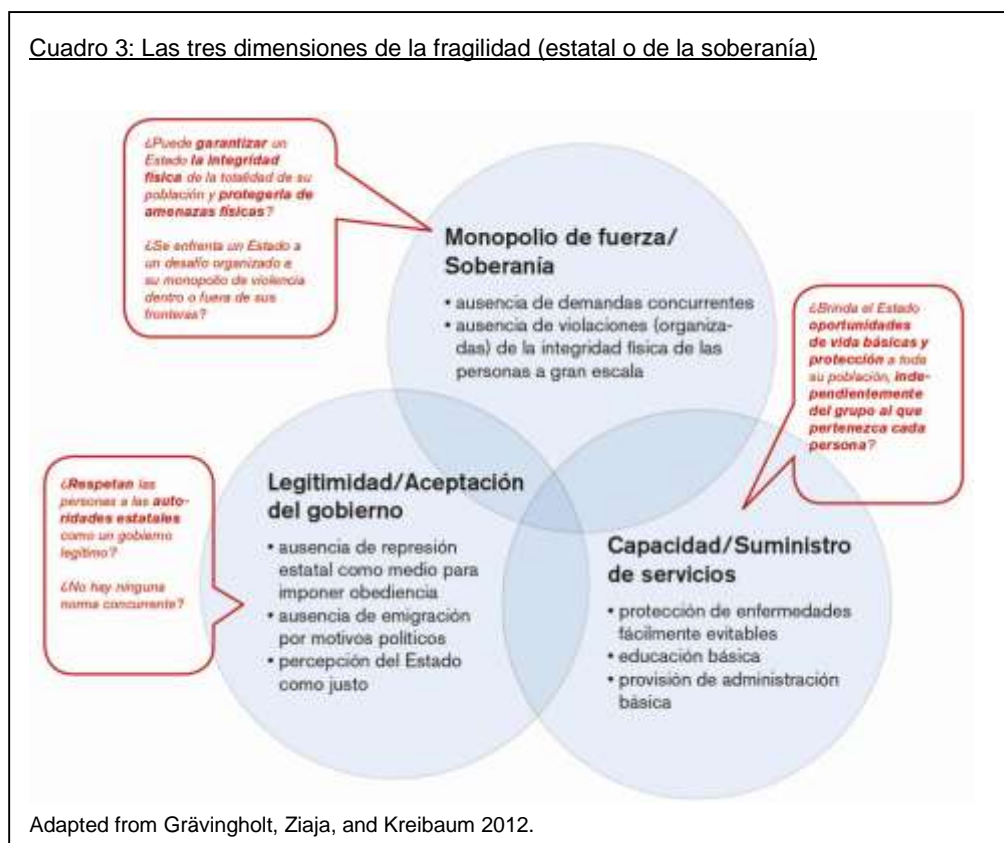 Cuadro 3: Las tres dimensiones de la fragilidad (estatal o de la soberanía)
¿Puede garantizar un
Estado la integridad
física de la totalidad de su
población y protegerla de
amenazas físicas?
¿Se enfrenta un Estado a
un desafío organizado a
su monopolio de violencia
dentro o fuera de sus
fronteras?
Monopolio de fuerza/
Soberanía
• ausencia de demandas concurrentes
• ausencia de violaciones (organiza-
das) de la integridad física de las
personas a gran escala
¿Brinda el Estado
oportunidades
de vida básicas y
protección a toda
su población, inde-
pendientemente
del grupo al que
pertenezca cada
persona?
¿Respetan las
personas a las auto-
ridades estatales
como un gobierno
legítimo?
¿No hay ninguna
norma concurrente?
Legitimidad/Aceptación
del gobierno
• ausencia de represión
estatal como medio para
imponer obediencia
• ausencia de emigración
por motivos políticos
• percepción del Estado
como justo
Capacidad/Suministro
de servicios
• protección de enfermedades
fácilmente evitables
• educación básica
• provisión de administración
básica
Adapted from Grävingholt, Ziaja, and Kreibaum 2012.